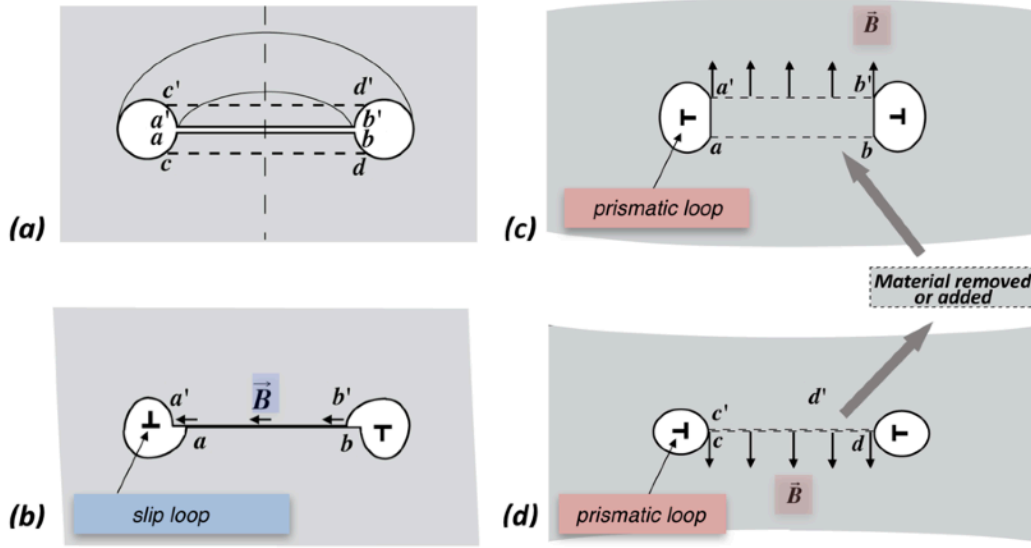 c'
d'
a'
b'
a
b
c
d
(a)
B
a'
b'
a
b
prismatic loop
(c)
Material removed
or added
a'
B
b'
a
b
slip loop
(b)
d'
c'
c
d
B
prismatic loop
(d)